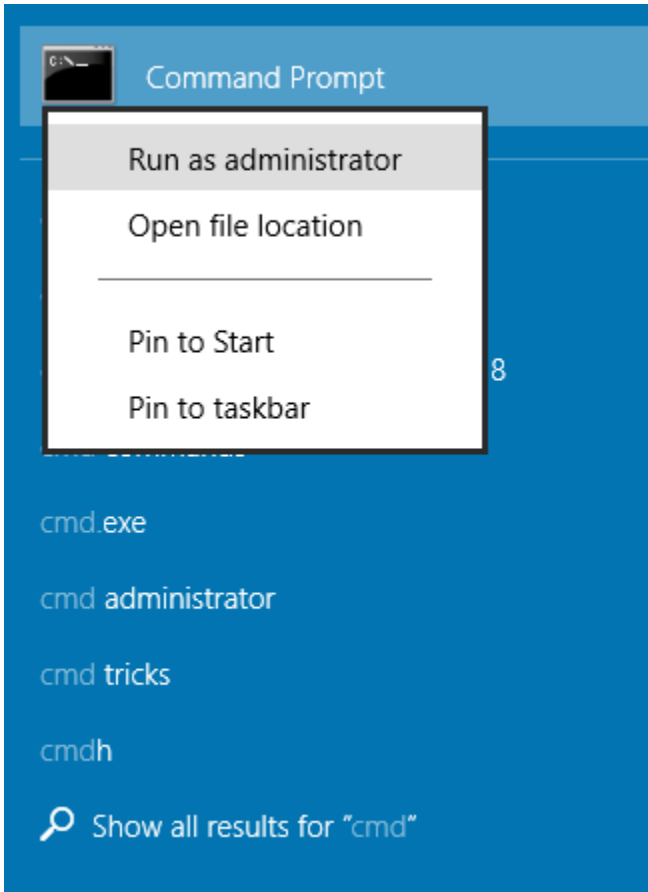 Command Prompt
Run as administrator
Open file location
Pin to Start
8
Pin to taskbar
cmd.exe
cmd administrator
cmd tricks
cmdh
Show all results for “cmd”